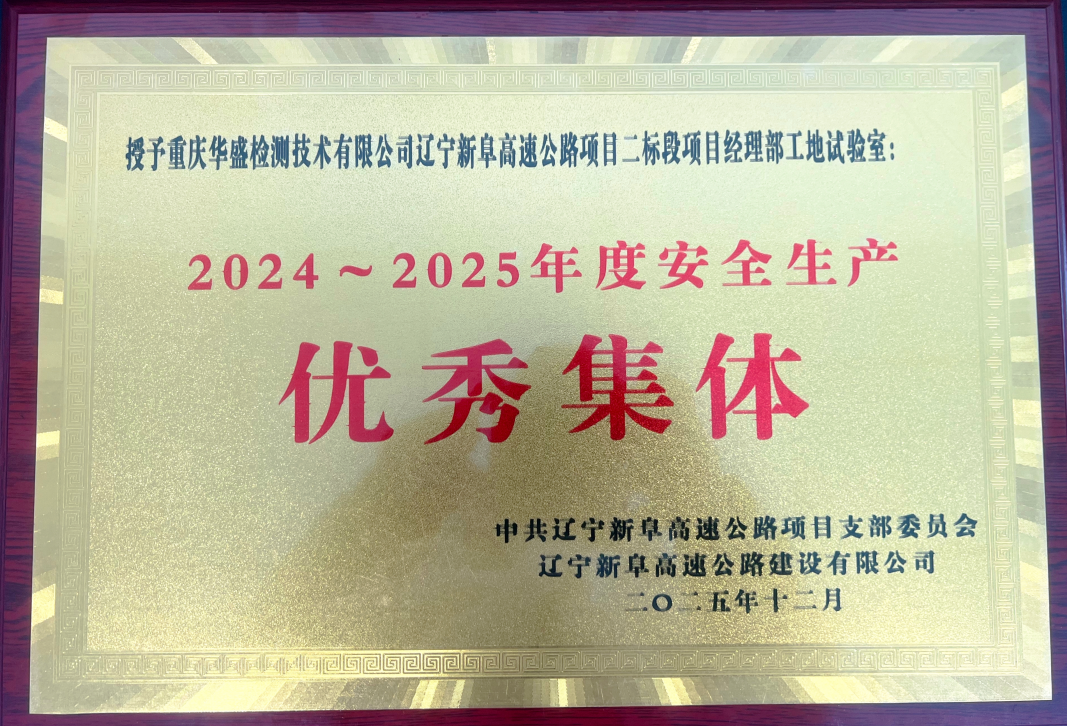 授予重庆华盛检测技术有限公司辽宁新阜高速公路项目二标段项目经理部工地试验室：
2024～2025年度安全生产
优秀集体
中共辽宁新阜高速公路项目支部委员会
辽宁新阜高速公路建设有限公司
二〇二五年十二月